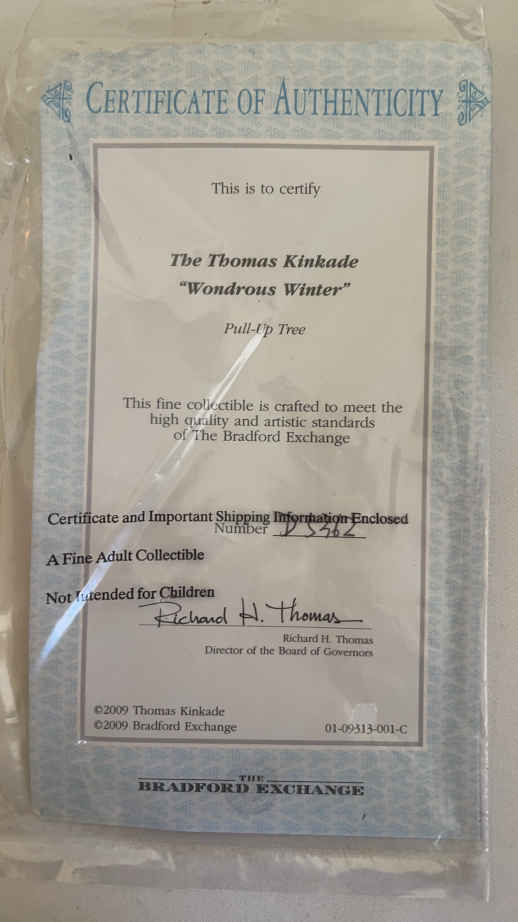 CERTIFICATE OF AUTHENTICITY
This is to certify
The Thomas Kinkade
"Wondrous Winter"
Pull-Up Tree
This fine collectible is crafted to meet the
high quality and artistic standards
of The Bradford Exchange
Certificate and Important Shipping Information Enclosed
Number D5362
A Fine Adult Collectible
Not Intended for Children
Richard H. Thomas
Richard H. Thomas
Director of the Board of Governors
©2009 Thomas Kinkade
©2009 Bradford Exchange
01-09313-001-C
THE
BRADFORD EXCHANGE